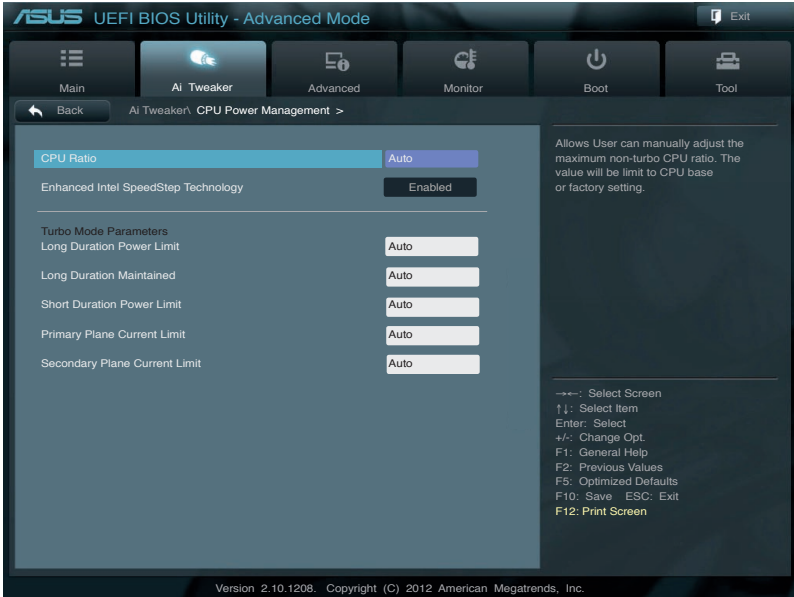 ASUS UEFI BIOS Utility - Advanced Mode
Exit
Main
Ai Tweaker
Advanced
Monitor
Boot
Tool
Back
Ai Tweaker\ CPU Power Management >
CPU Ratio Auto
Enhanced Intel SpeedStep Technology Enabled
Turbo Mode Parameters
Long Duration Power Limit Auto
Long Duration Maintained Auto
Short Duration Power Limit Auto
Primary Plane Current Limit Auto
Secondary Plane Current Limit Auto
Allows User can manually adjust the
maximum non-turbo CPU ratio. The
value will be limit to CPU base
or factory setting.
→←: Select Screen
↑↓: Select Item
Enter: Select
+/-: Change Opt.
F1: General Help
F2: Previous Values
F5: Optimized Defaults
F10: Save ESC: Exit
F12: Print Screen
Version 2.10.1208. Copyright (C) 2012 American Megatrends, Inc.